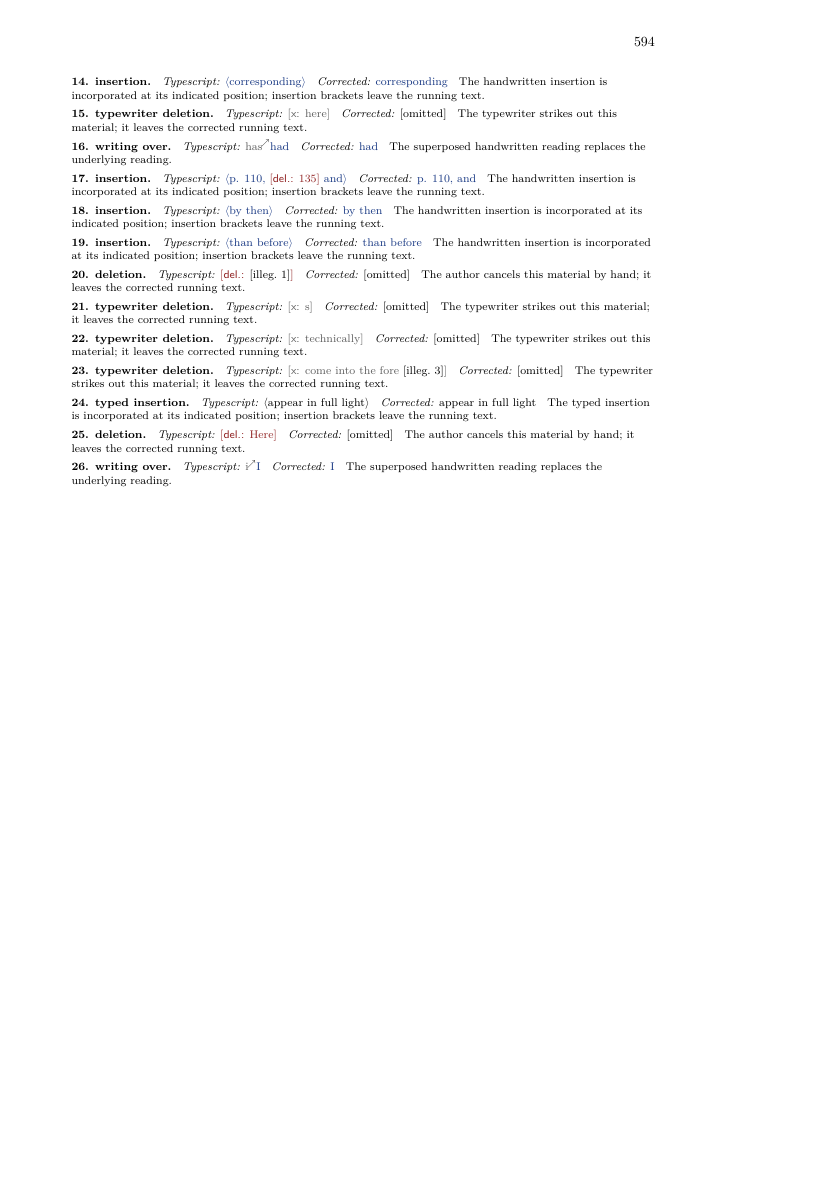 594
14. insertion. Typescript: ⟨corresponding⟩ Corrected: corresponding The handwritten insertion is
incorporated at its indicated position; insertion brackets leave the running text.
15. typewriter deletion. Typescript: [x: here] Corrected: [omitted] The typewriter strikes out this
material; it leaves the corrected running text.
16. writing over. Typescript: has↗had Corrected: had The superposed handwritten reading replaces the
underlying reading.
17. insertion. Typescript: ⟨p. 110, [del.: 135] and⟩ Corrected: p. 110, and The handwritten insertion is
incorporated at its indicated position; insertion brackets leave the running text.
18. insertion. Typescript: ⟨by then⟩ Corrected: by then The handwritten insertion is incorporated at its
indicated position; insertion brackets leave the running text.
19. insertion. Typescript: ⟨than before⟩ Corrected: than before The handwritten insertion is incorporated
at its indicated position; insertion brackets leave the running text.
20. deletion. Typescript: [del.: [illeg. 1]] Corrected: [omitted] The author cancels this material by hand; it
leaves the corrected running text.
21. typewriter deletion. Typescript: [x: s] Corrected: [omitted] The typewriter strikes out this material;
it leaves the corrected running text.
22. typewriter deletion. Typescript: [x: technically] Corrected: [omitted] The typewriter strikes out this
material; it leaves the corrected running text.
23. typewriter deletion. Typescript: [x: come into the fore [illeg. 3]] Corrected: [omitted] The typewriter
strikes out this material; it leaves the corrected running text.
24. typed insertion. Typescript: ⟨appear in full light⟩ Corrected: appear in full light The typed insertion
is incorporated at its indicated position; insertion brackets leave the running text.
25. deletion. Typescript: [del.: Here] Corrected: [omitted] The author cancels this material by hand; it
leaves the corrected running text.
26. writing over. Typescript: i↗I Corrected: I The superposed handwritten reading replaces the
underlying reading.